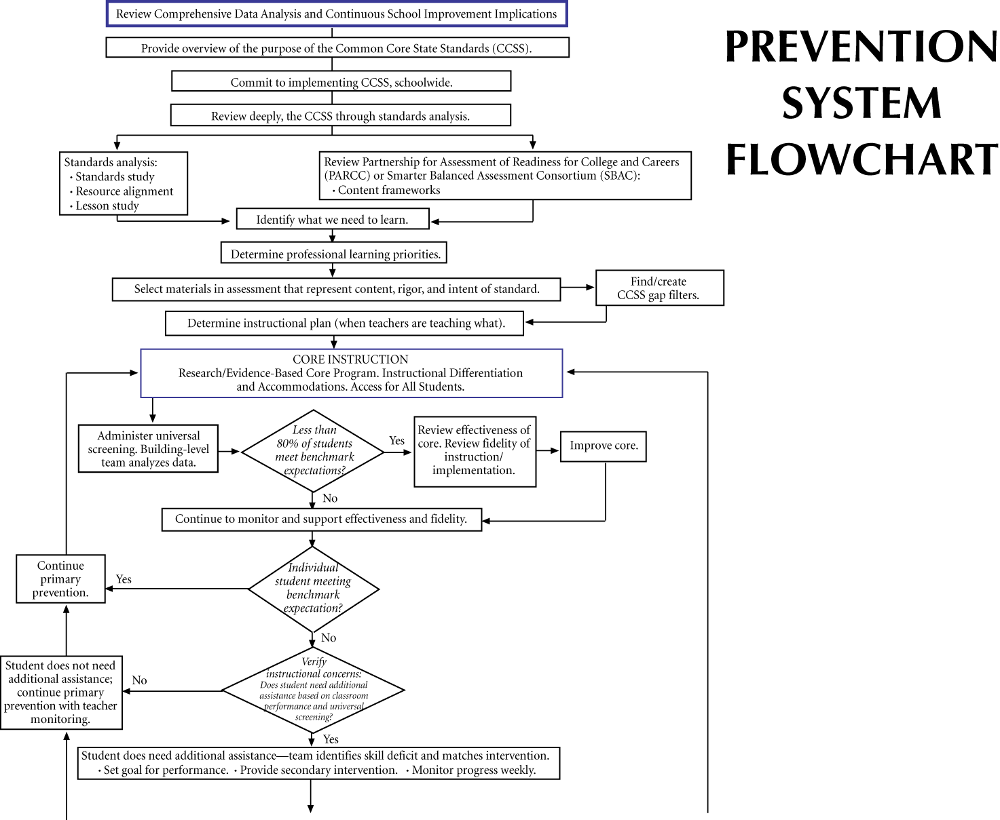 Review Comprehensive Data Analysis and Continuous School Improvement Implications
PREVENTION
SYSTEM
FLOWCHART
Provide overview of the purpose of the Common Core State Standards (CCSS).
Commit to implementing CCSS, schoolwide.
Review deeply, the CCSS through standards analysis.
Standards analysis:
· Standards study
· Resource alignment
· Lesson study
Review Partnership for Assessment of Readiness for College and Careers
(PARCC) or Smarter Balanced Assessment Consortium (SBAC):
· Content frameworks
Identify what we need to learn.
Determine professional learning priorities.
Select materials in assessment that represent content, rigor, and intent of standard.
Find/create
CCSS gap filters.
Determine instructional plan (when teachers are teaching what).
CORE INSTRUCTION
Research/Evidence-Based Core Program. Instructional Differentiation
and Accommodations. Access for All Students.
Administer universal
screening. Building-level
team analyzes data.
Less than
80% of students
meet benchmark
expectations?
Yes
Review effectiveness of
core. Review fidelity of
instruction/
implementation.
Improve core.
No
Continue to monitor and support effectiveness and fidelity.
Individual
student meeting
benchmark
expectation?
Yes
Continue
primary
prevention.
No
Verify
instructional concerns:
Does student need additional
assistance based on classroom
performance and universal
screening?
No
Student does not need
additional assistance;
continue primary
prevention with teacher
monitoring.
Yes
Student does need additional assistance—team identifies skill deficit and matches intervention.
· Set goal for performance. · Provide secondary intervention. · Monitor progress weekly.